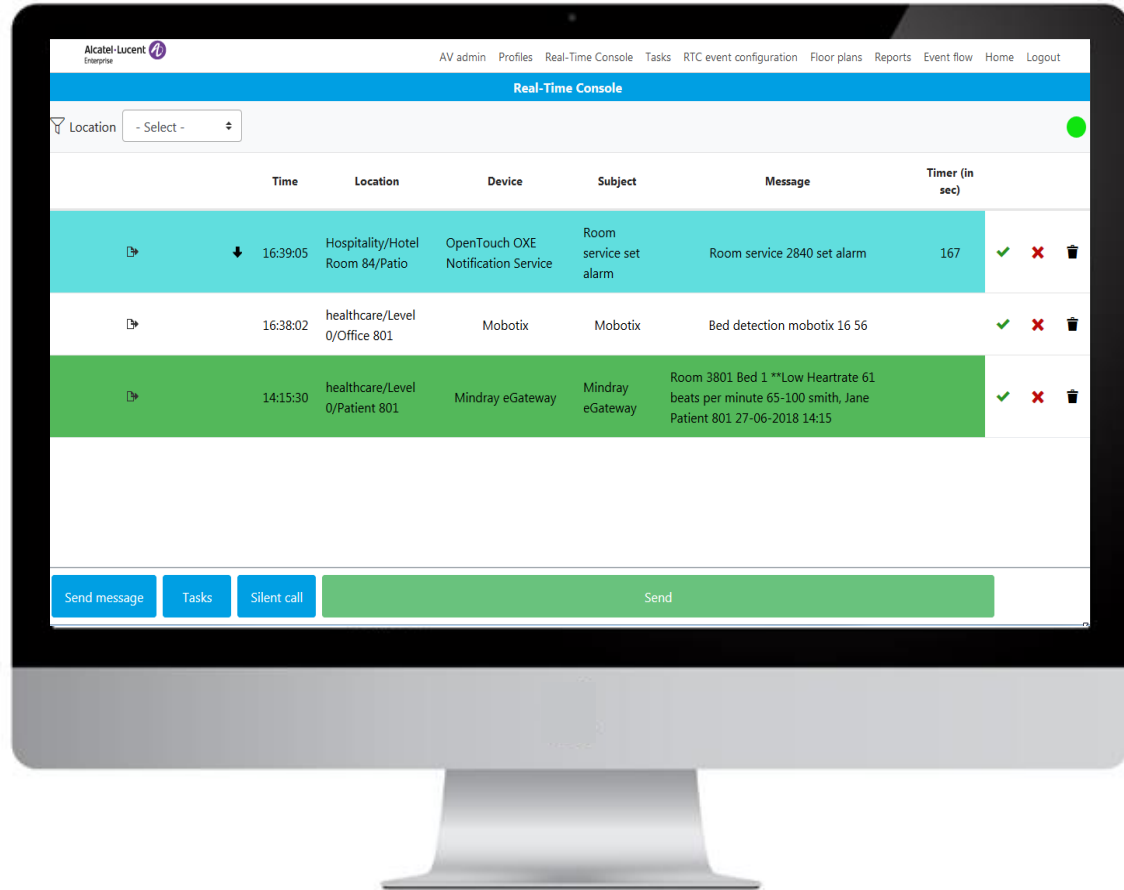 Alcatel-Lucent
Enterprise
AV admin Profiles Real-Time Console Tasks RTC event configuration Floor plans Reports Event flow Home Logout
Real-Time Console
Location - Select -
Time Location Device Subject Message Timer (in
sec)
16:39:05 Hospitality/Hotel
Room 84/Patio OpenTouch OXE
Notification Service Room
service set
alarm Room service 2840 set alarm 167
16:38:02 healthcare/Level
0/Office 801 Mobotix Mobotix Bed detection mobotix 16 56
14:15:30 healthcare/Level
0/Patient 801 Mindray eGateway Mindray
eGateway Room 3801 Bed 1 **Low Heartrate 61
beats per minute 65-100 smith, Jane
Patient 801 27-06-2018 14:15
Send message Tasks Silent call Send